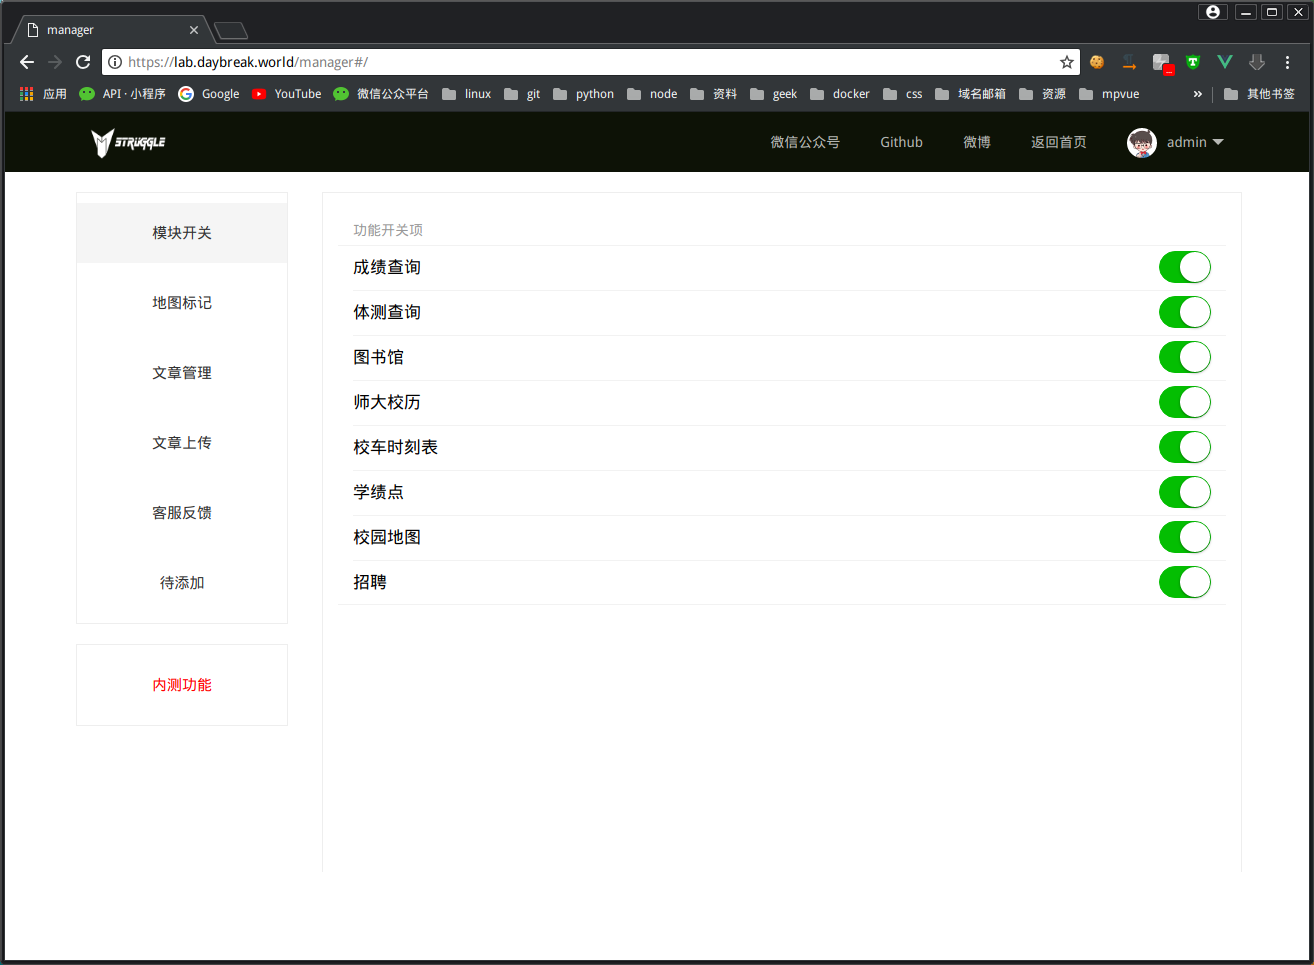 manager
https://lab.daybreak.world/manager#/
应用 API · 小程序 Google YouTube 微信公众平台 linux git python node 资料 geek docker css 域名邮箱 资源 mpvue » 其他书签
STRUGGLE 微信公众号 Github 微博 返回首页 admin
模块开关
地图标记
文章管理
文章上传
客服反馈
待添加
内测功能
功能开关项
成绩查询
体测查询
图书馆
师大校历
校车时刻表
学绩点
校园地图
招聘